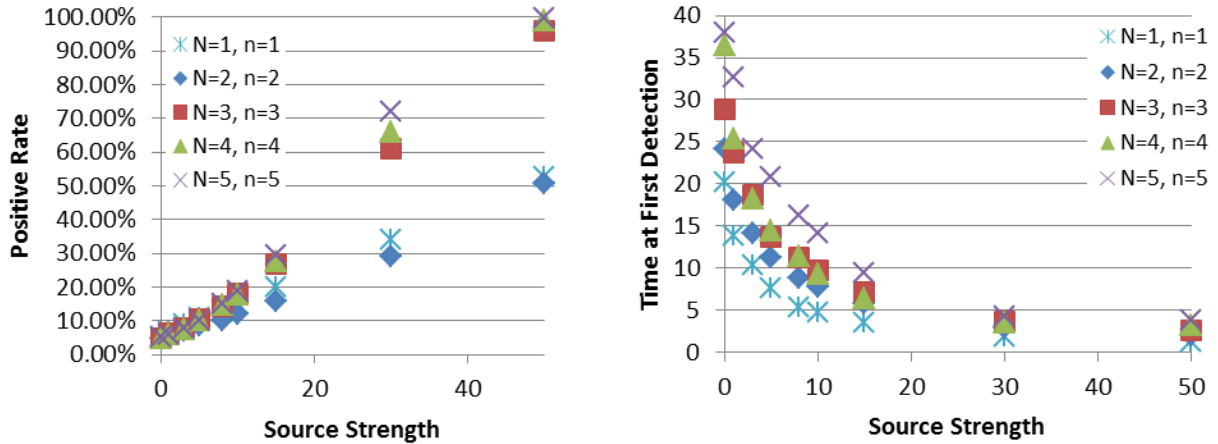 100.00%
90.00%
80.00%
70.00%
60.00%
50.00%
40.00%
30.00%
20.00%
10.00%
0.00%
Positive Rate
N=1, n=1
N=2, n=2
N=3, n=3
N=4, n=4
N=5, n=5
0
20
40
Source Strength
40
35
30
25
20
15
10
5
0
Time at First Detection
N=1, n=1
N=2, n=2
N=3, n=3
N=4, n=4
N=5, n=5
0
10
20
30
40
50
Source Strength